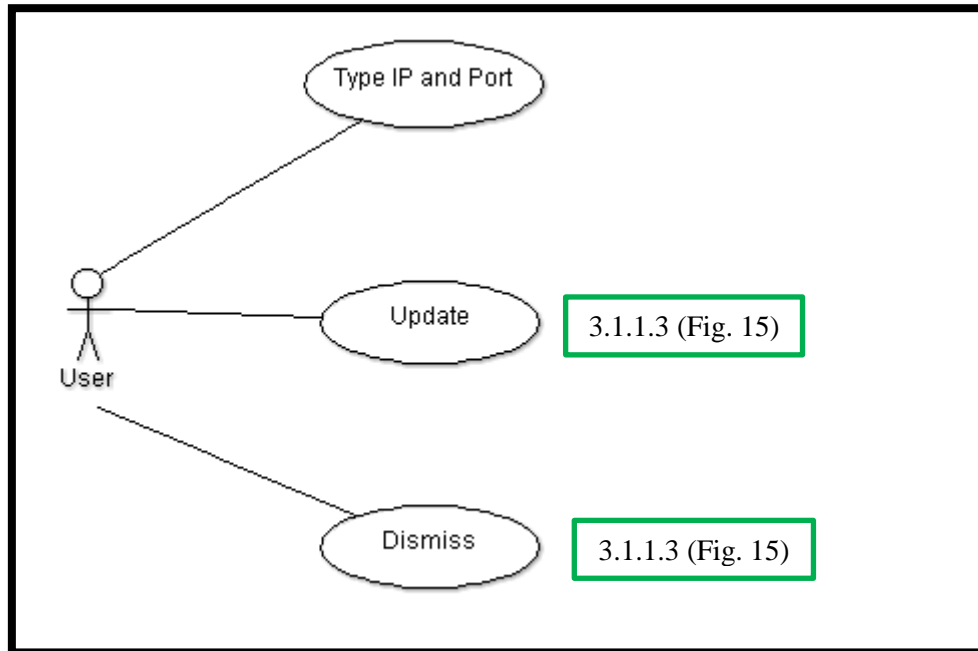 Type IP and Port
Update
3.1.1.3 (Fig. 15)
User
Dismiss
3.1.1.3 (Fig. 15)